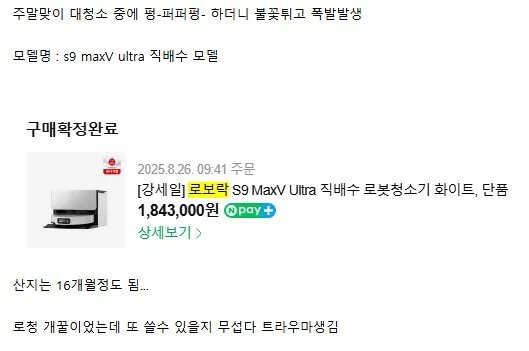 주말맞이 대청소 중에 펑-퍼퍼펑- 하더니 불꽃튀고 폭발발생
모델명 : s9 maxV ultra 직배수 모델
구매확정완료
2025.8.26. 09:41 주문
[강세일] 로보락 S9 MaxV Ultra 직배수 로봇청소기 화이트, 단품
1,843,000원 N pay +
상세보기 >
산지는 16개월정도 됨...
로청 개꿀이었는데 또 쓸수 있을지 무섭다 트라우마생김